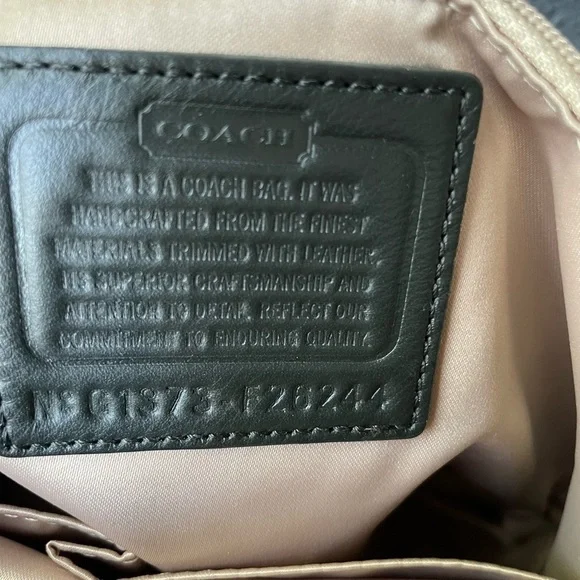 COACH
THIS IS A COACH BAG. IT WAS
HANDCRAFTED FROM THE FINEST
MATERIALS TRIMMED WITH LEATHER,
ITS SUPERIOR CRAFTSMANSHIP AND
ATTENTION TO DETAIL REFLECT OUR
COMMITMENT TO ENDURING QUALITY.
Nº G1373-F26244